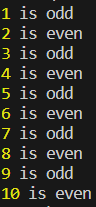 1 is odd
2 is even
3 is odd
4 is even
5 is odd
6 is even
7 is odd
8 is even
9 is odd
10 is even